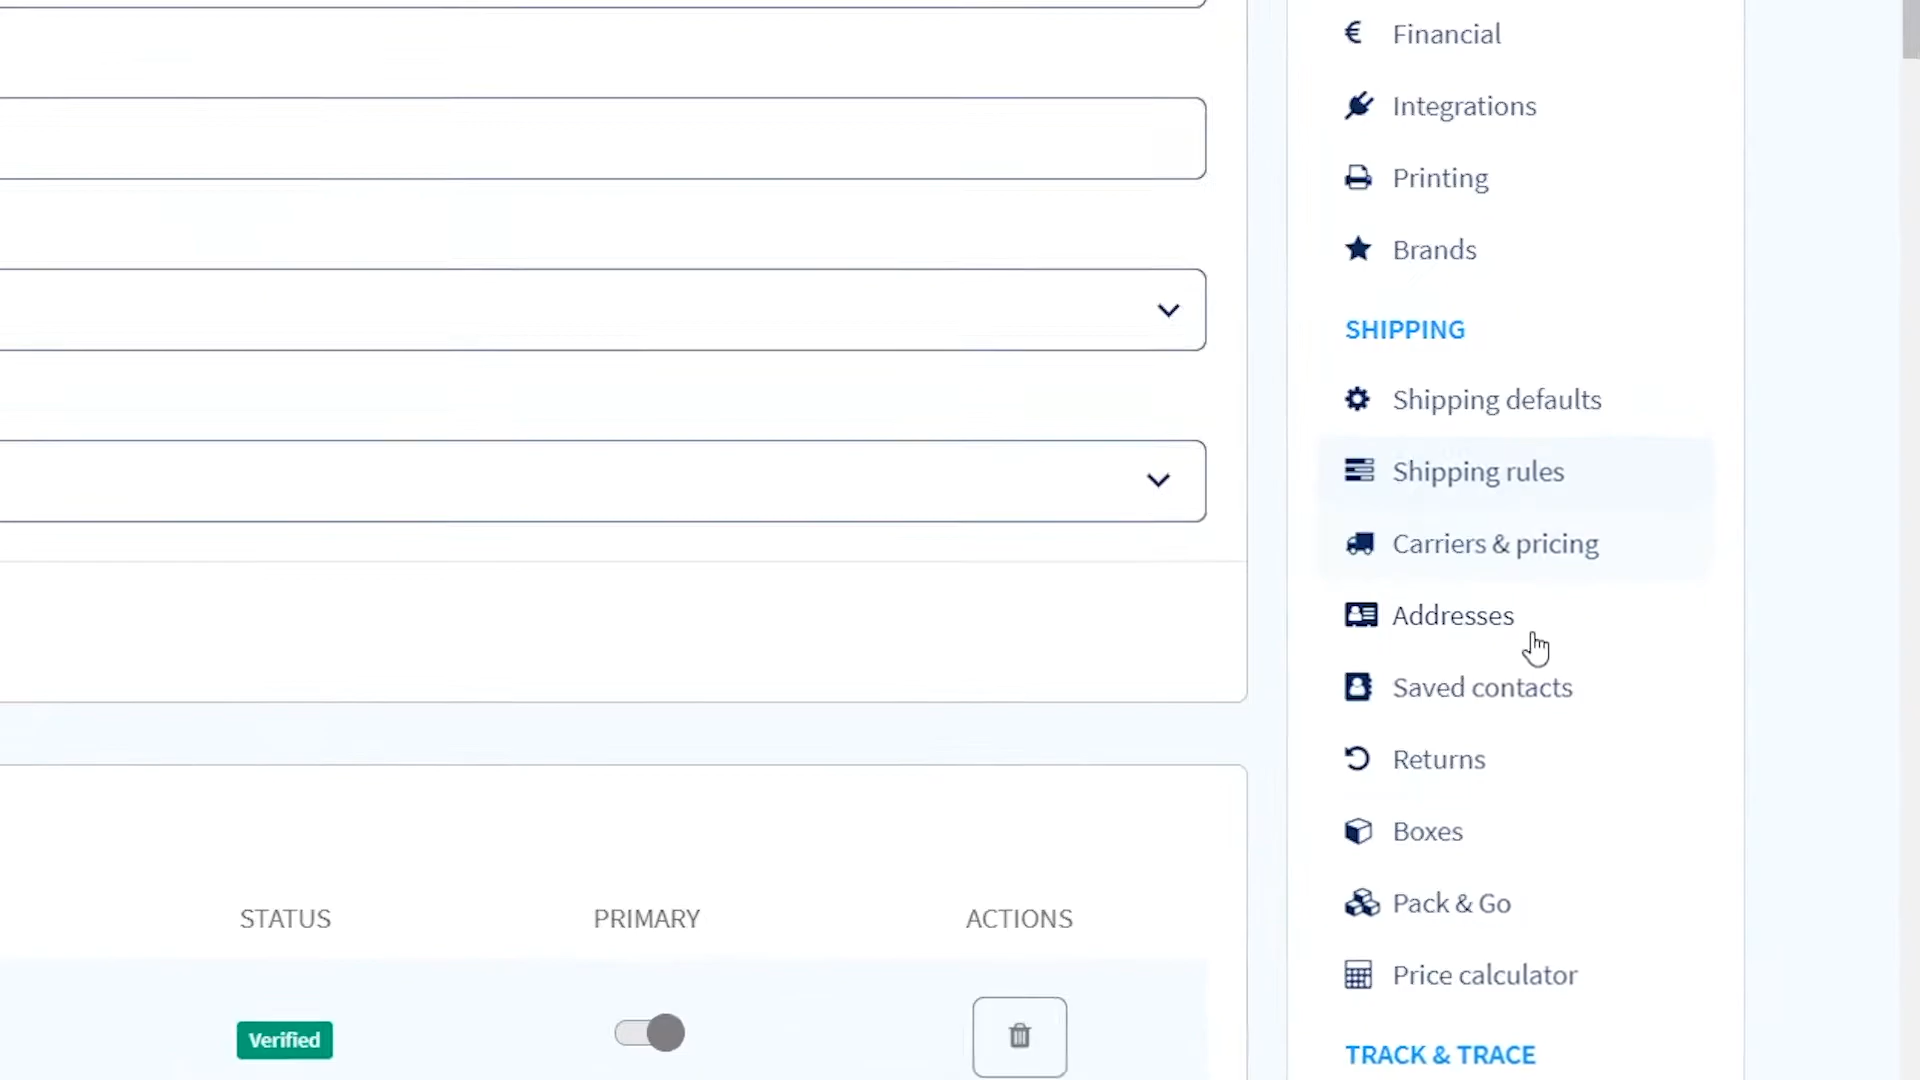 Financial
Integrations
Printing
Brands
SHIPPING
Shipping defaults
Shipping rules
Carriers & pricing
Addresses
Saved contacts
Returns
Boxes
Pack & Go
Price calculator
TRACK & TRACE
STATUS PRIMARY ACTIONS
Verified